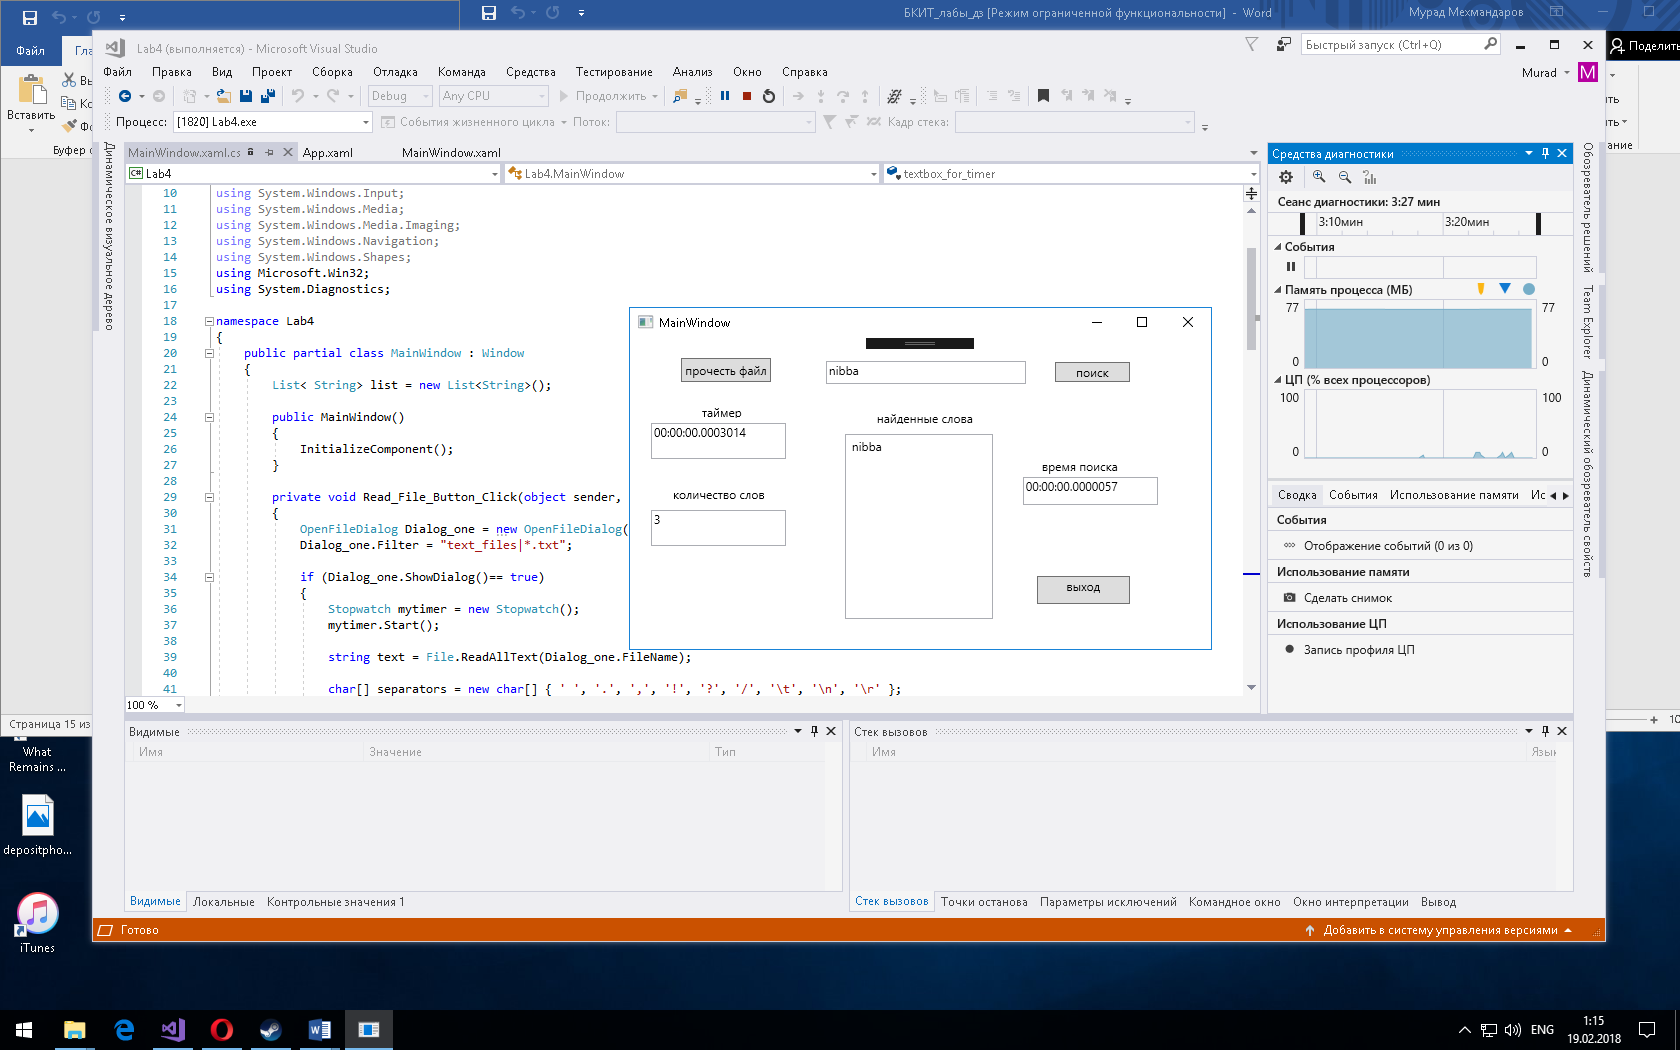 БКИТ_лабы_дз [Режим ограниченной функциональности] - Word
Мурад Мехмандаров
Файл
Поделить
Вставить
Буфер
Lab4 (выполняется) - Microsoft Visual Studio
Быстрый запуск (Ctrl+Q)
Файл Правка Вид Проект Сборка Отладка Команда Средства Тестирование Анализ Окно Справка
Murad M
Debug Any CPU Продолжить
Процесс: [1820] Lab4.exe События жизненного цикла Поток: Кадр стека:
Динамическое визуальное дерево
MainWindow.xaml.cs App.xaml MainWindow.xaml
C# Lab4 Lab4.MainWindow textbox_for_timer
10 using System.Windows.Input;
11 using System.Windows.Media;
12 using System.Windows.Media.Imaging;
13 using System.Windows.Navigation;
14 using System.Windows.Shapes;
15 using Microsoft.Win32;
16 using System.Diagnostics;
17
18 namespace Lab4
19 {
20 public partial class MainWindow : Window
21 {
22 List< String> list = new List<String>();
23
24 public MainWindow()
25 {
26 InitializeComponent();
27 }
28
29 private void Read_File_Button_Click(object sender,
30 {
31 OpenFileDialog Dialog_one = new OpenFileDialog(
32 Dialog_one.Filter = "text_files|*.txt";
33
34 if (Dialog_one.ShowDialog()== true)
35 {
36 Stopwatch mytimer = new Stopwatch();
37 mytimer.Start();
38
39 string text = File.ReadAllText(Dialog_one.FileName);
40
41 char[] separators = new char[] { ' ', '.', ',', '!', '?', '/', '\t', '\n', '\r' };
100 %
MainWindow
прочесть файл
nibba
поиск
таймер
00:00:00.0003014
найденные слова
nibba
время поиска
00:00:00.0000057
количество слов
3
выход
Средства диагностики
Сеанс диагностики: 3:27 мин
3:10мин 3:20мин
События
Память процесса (МБ)
77 77
0 0
ЦП (% всех процессоров)
100 100
0 0
Сводка События Использование памяти Ис
События
Отображение событий (0 из 0)
Использование памяти
Сделать снимок
Использование ЦП
Запись профиля ЦП
Обозреватель решений
Team Explorer
Динамический обозреватель свойств
Страница 15 из
Видимые
Имя Значение Тип
Видимые Локальные Контрольные значения 1
Стек вызовов
Имя Язык
Стек вызовов Точки останова Параметры исключений Командное окно Окно интерпретации Вывод
Готово
Добавить в систему управления версиями
What
Remains ...
depositpho...
iTunes
ENG
1:15
19.02.2018